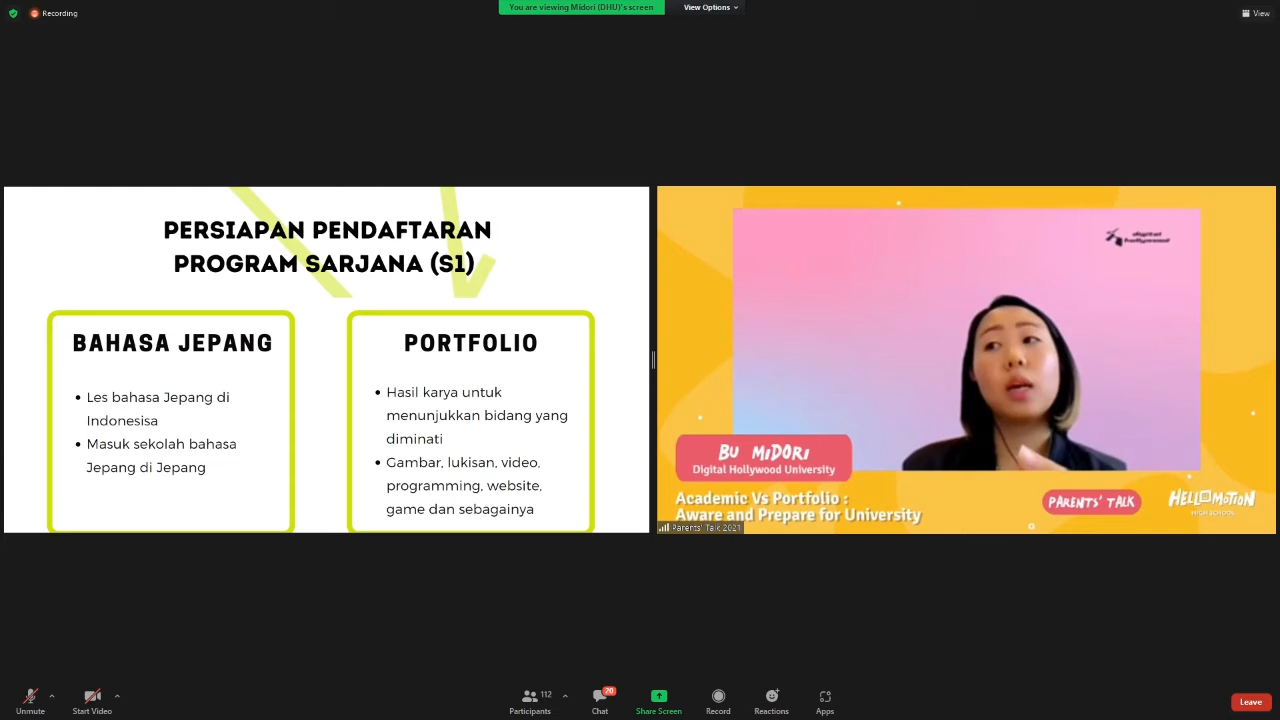 Recording
You are viewing Midori (DHU)'s screen
View Options
View
PERSIAPAN PENDAFTARAN
PROGRAM SARJANA (S1)
BAHASA JEPANG
Les bahasa Jepang di
Indonesisa
Masuk sekolah bahasa
Jepang di Jepang
PORTFOLIO
Hasil karya untuk
menunjukkan bidang yang
diminati
Gambar, lukisan, video,
programming, website,
game dan sebagainya
digital
hollywood
BU MIDORI
Digital Hollywood University
Academic Vs Portfolio :
Aware and Prepare for University
PARENTS' TALK
HELLOMOTION
HIGH SCHOOL
Parents' Talk 2021
Unmute
Start Video
112
Participants
20
Chat
Share Screen
Record
Reactions
Apps
Leave